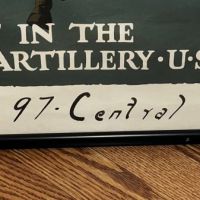 IN THE
ARTILLERY·U·S
97·Central